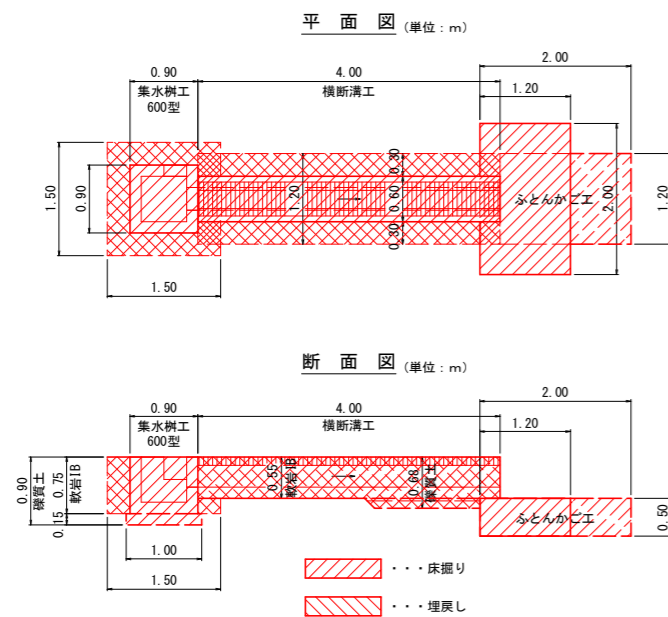 平 面 図 (単位：m)
2.00
0.90
4.00
1.20
集水桝工
600型
横断溝工
1.50
0.90
1.20
0.30
0.60
0.30
ふとんかご工
2.00
1.20
1.50
断 面 図 (単位：m)
2.00
0.90
4.00
1.20
集水桝工
600型
横断溝工
0.90
礫質土
0.75
軟岩IB
0.15
0.55
軟岩IB
0.68
礫質土
ふとんかご工
0.50
1.00
1.50
・・・床掘り
・・・埋戻し